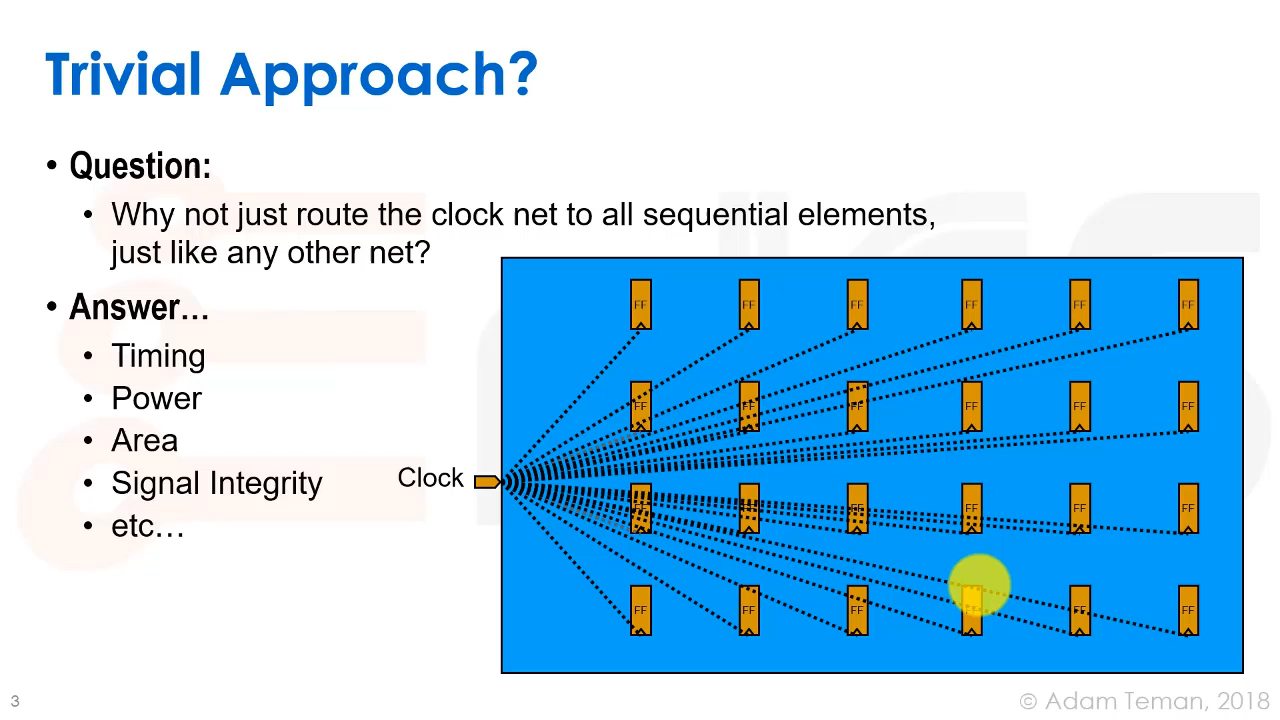 Trivial Approach?
• Question:
• Why not just route the clock net to all sequential elements,
just like any other net?
• Answer…
• Timing
• Power
• Area
• Signal Integrity
• etc…
Clock
FF FF FF FF FF FF
FF FF FF FF FF FF
FF FF FF FF FF FF
FF FF FF FF FF FF
3
© Adam Teman, 2018